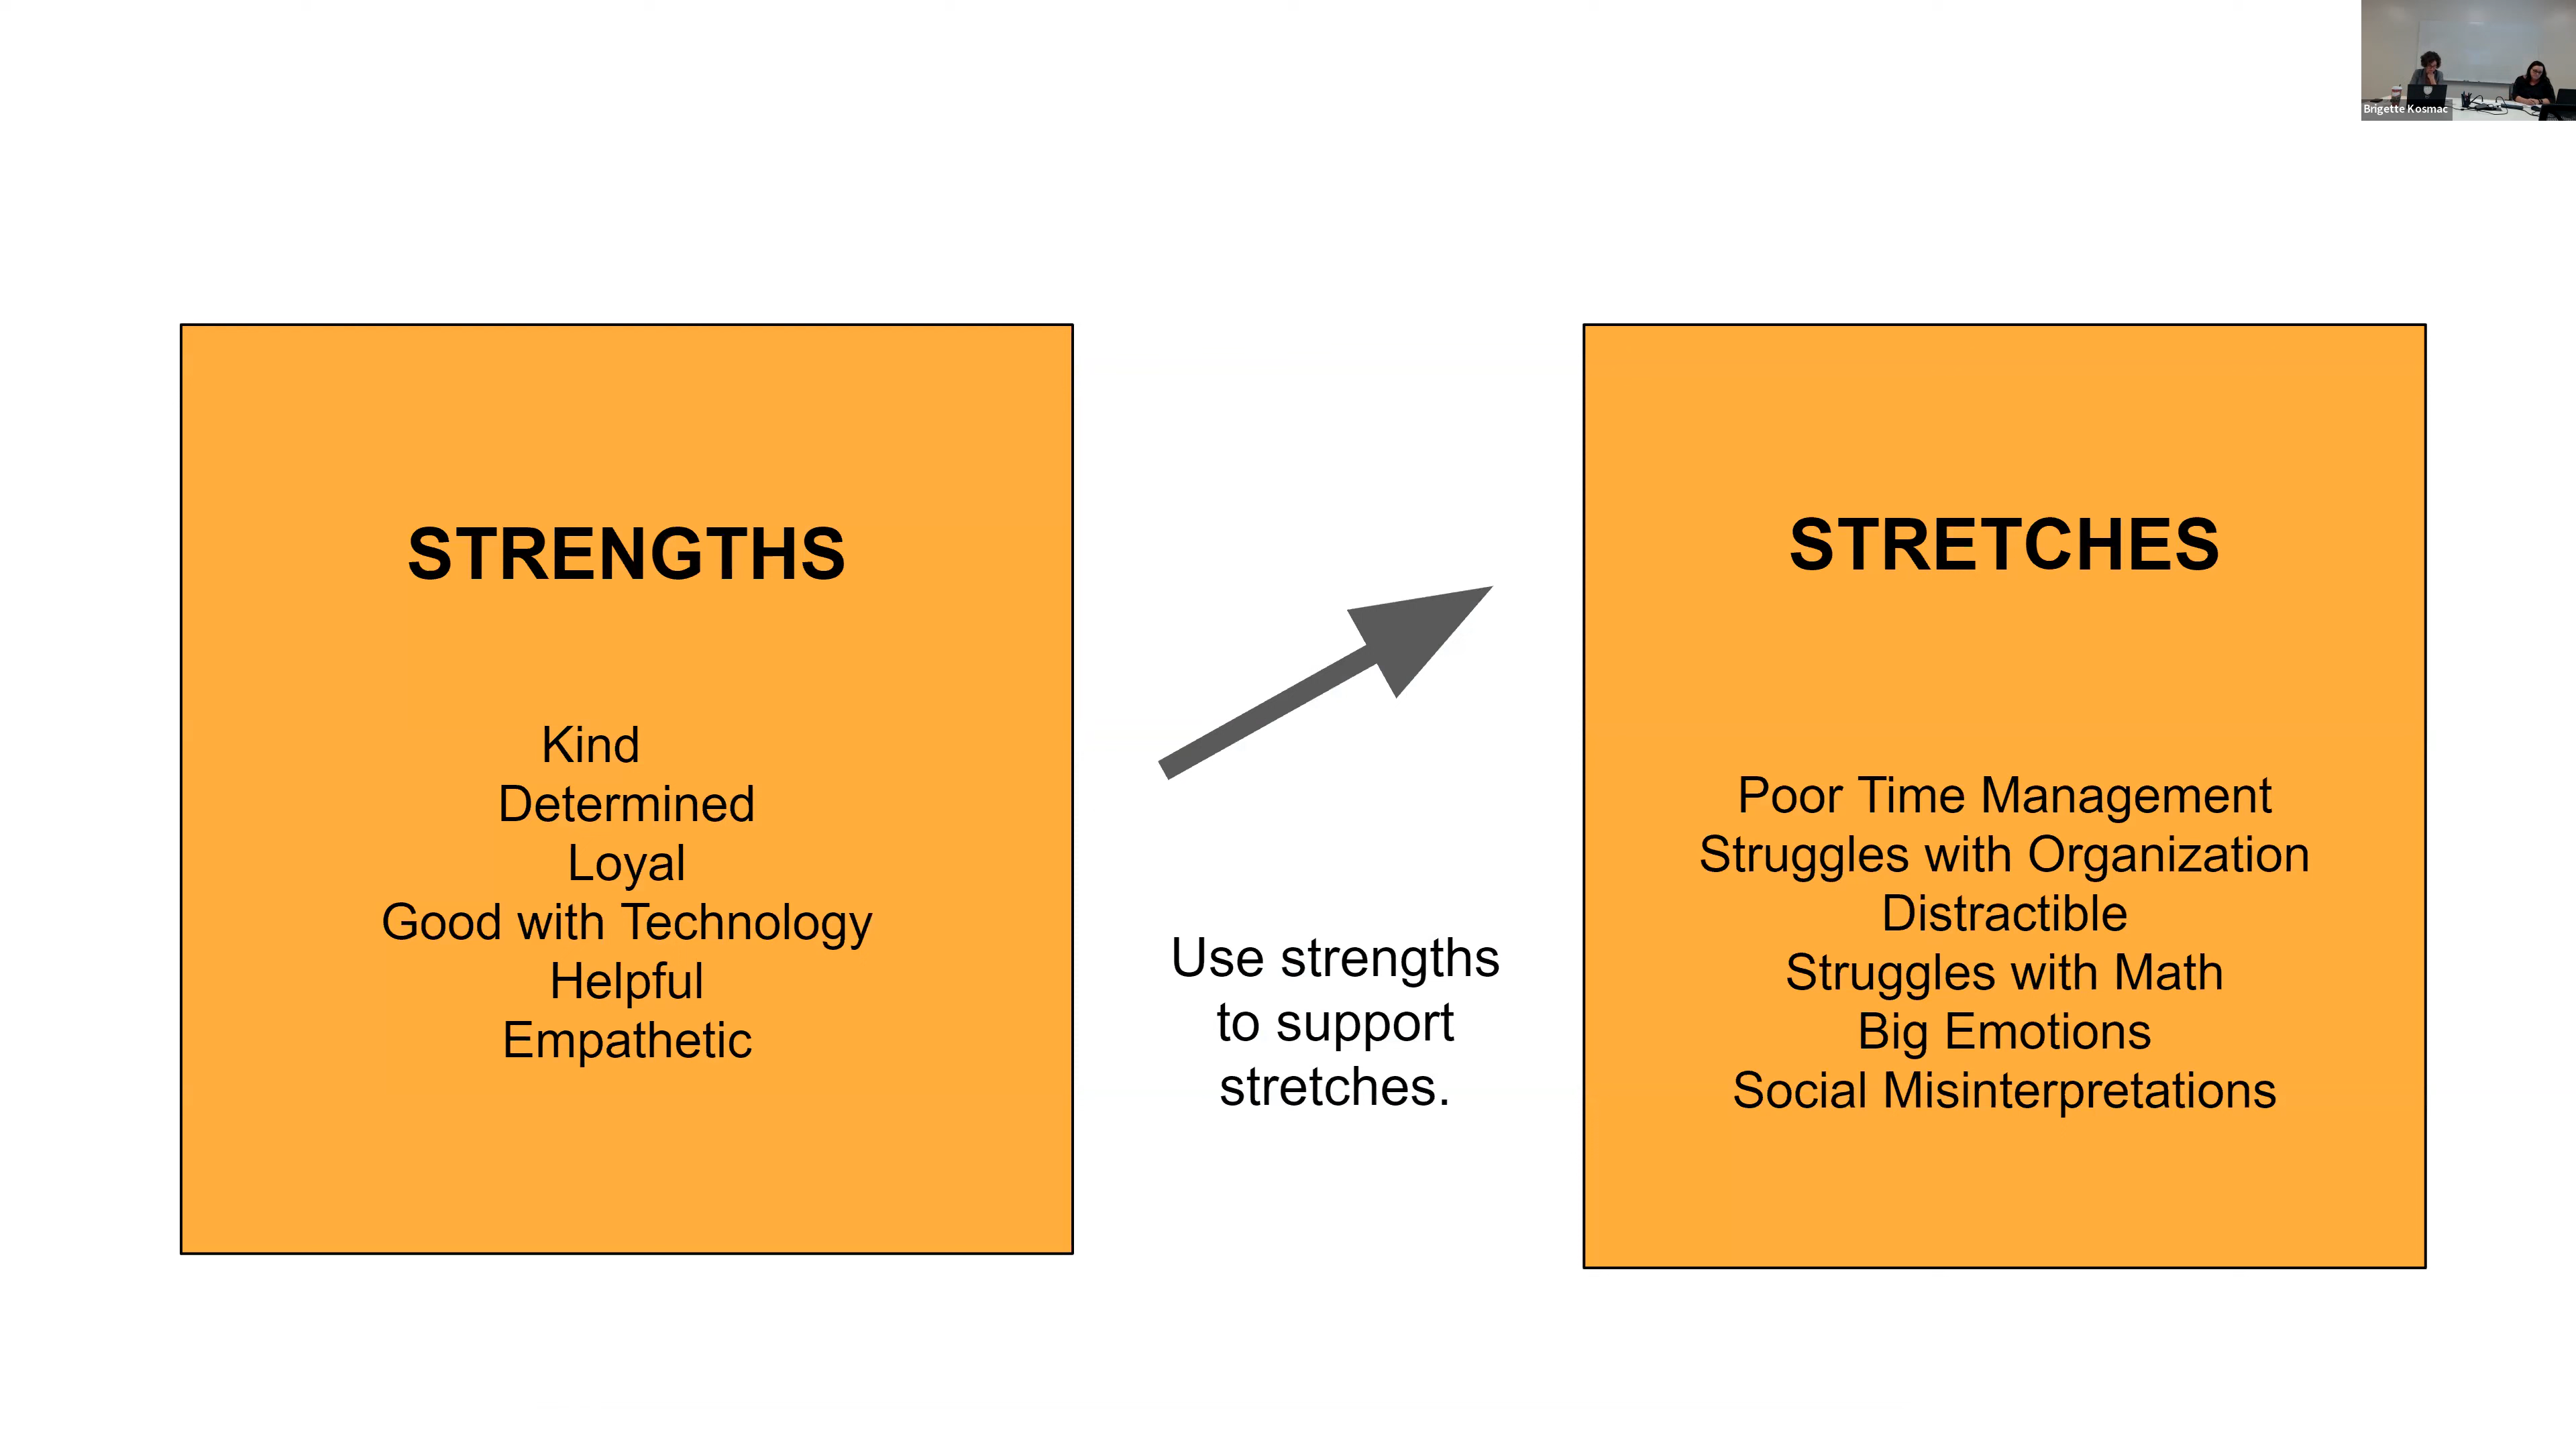 Brigette Kosmac
STRENGTHS
Kind
Determined
Loyal
Good with Technology
Helpful
Empathetic
Use strengths
to support
stretches.
STRETCHES
Poor Time Management
Struggles with Organization
Distractible
Struggles with Math
Big Emotions
Social Misinterpretations